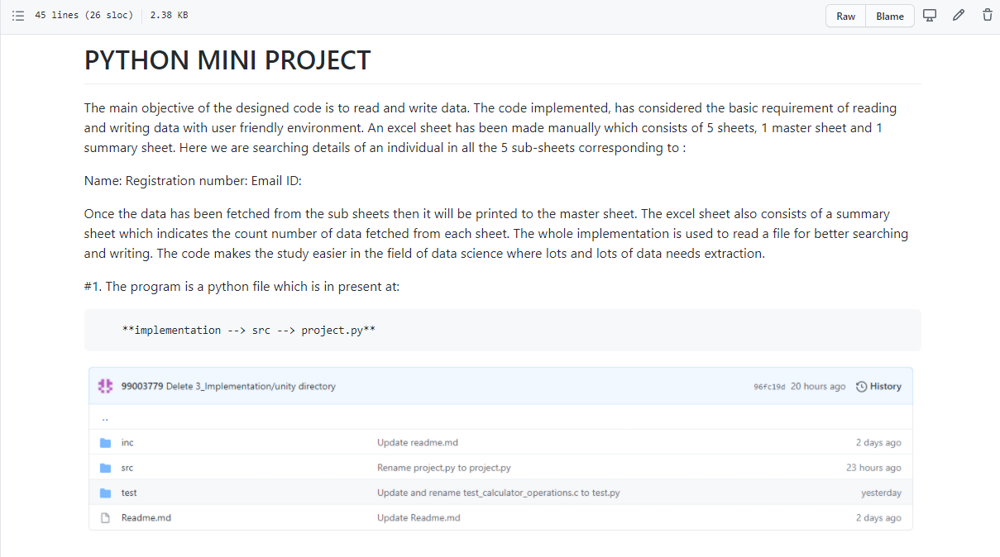 45 lines (26 sloc) 2.38 KB Raw Blame
PYTHON MINI PROJECT
The main objective of the designed code is to read and write data. The code implemented, has considered the basic requirement of reading
and writing data with user friendly environment. An excel sheet has been made manually which consists of 5 sheets, 1 master sheet and 1
summary sheet. Here we are searching details of an individual in all the 5 sub-sheets corresponding to :
Name: Registration number: Email ID:
Once the data has been fetched from the sub sheets then it will be printed to the master sheet. The excel sheet also consists of a summary
sheet which indicates the count number of data fetched from each sheet. The whole implementation is used to read a file for better searching
and writing. The code makes the study easier in the field of data science where lots and lots of data needs extraction.
#1. The program is a python file which is in present at:
**implementation --> src --> project.py**
99003779 Delete 3_Implementation/unity directory 96fc19d 20 hours ago History
..
inc Update readme.md 2 days ago
src Rename project.py to project.py 23 hours ago
test Update and rename test_calculator_operations.c to test.py yesterday
Readme.md Update Readme.md 2 days ago